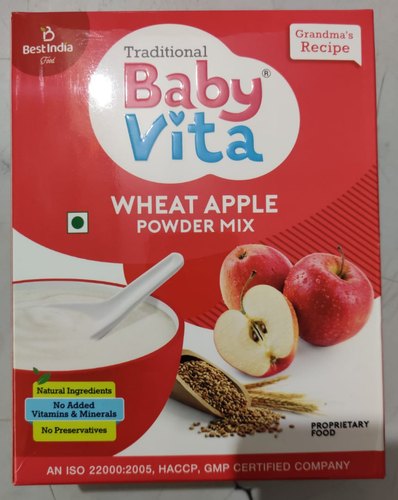 BestIndia
Food
Traditional
Baby®
Vita
Grandma's
Recipe
WHEAT APPLE
POWDER MIX
Natural Ingredients
No Added
Vitamins & Minerals
No Preservatives
PROPRIETARY
FOOD
AN ISO 22000:2005, HACCP, GMP CERTIFIED COMPANY